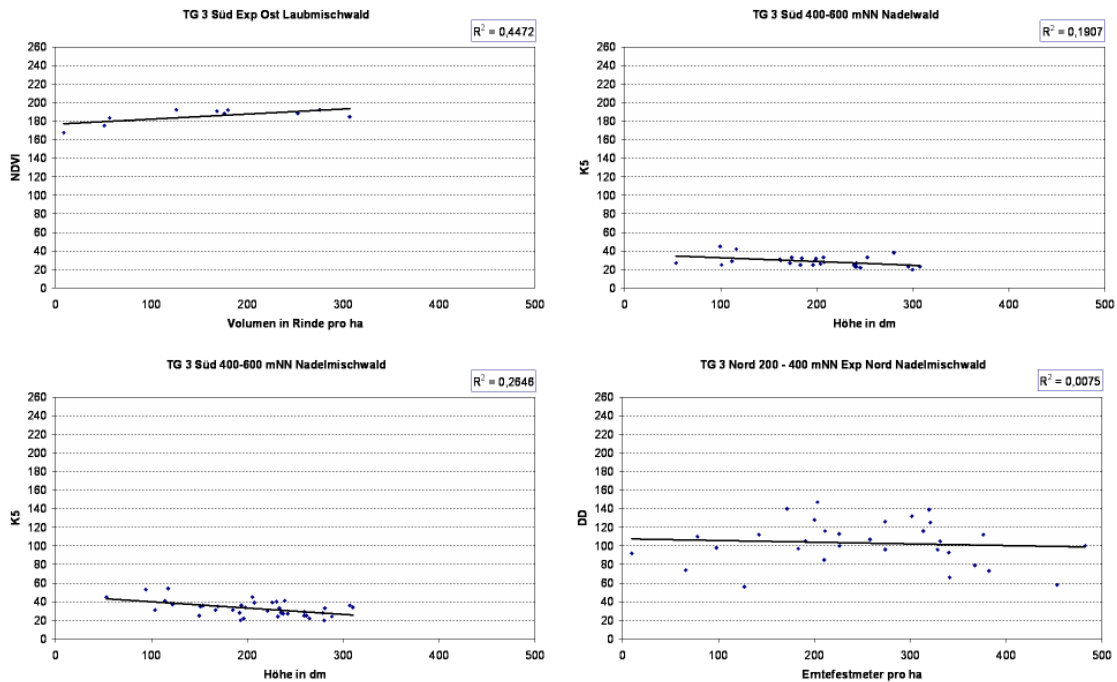 TG 3 Süd Exp Ost Laubmischwald
R² = 0,4472
260
240
220
200
180
160
140
120
100
80
60
40
20
0
NDVI
0 100 200 300 400 500
Volumen in Rinde pro ha
TG 3 Süd 400-600 mNN Nadelwald
R² = 0,1907
260
240
220
200
180
160
140
120
100
80
60
40
20
0
K5
0 100 200 300 400 500
Höhe in dm
TG 3 Süd 400-600 mNN Nadelmischwald
R² = 0,2646
260
240
220
200
180
160
140
120
100
80
60
40
20
0
K5
0 100 200 300 400 500
Höhe in dm
TG 3 Nord 200 - 400 mNN Exp Nord Nadelmischwald
R² = 0,0075
260
240
220
200
180
160
140
120
100
80
60
40
20
0
DD
0 100 200 300 400 500
Erntefestmeter pro ha